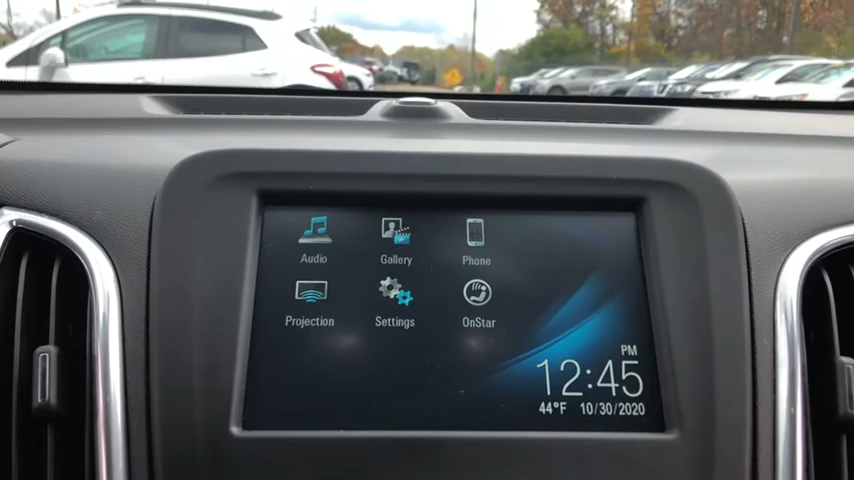 Audio Gallery Phone
Projection Settings OnStar
PM
12:45
44°F 10/30/2020